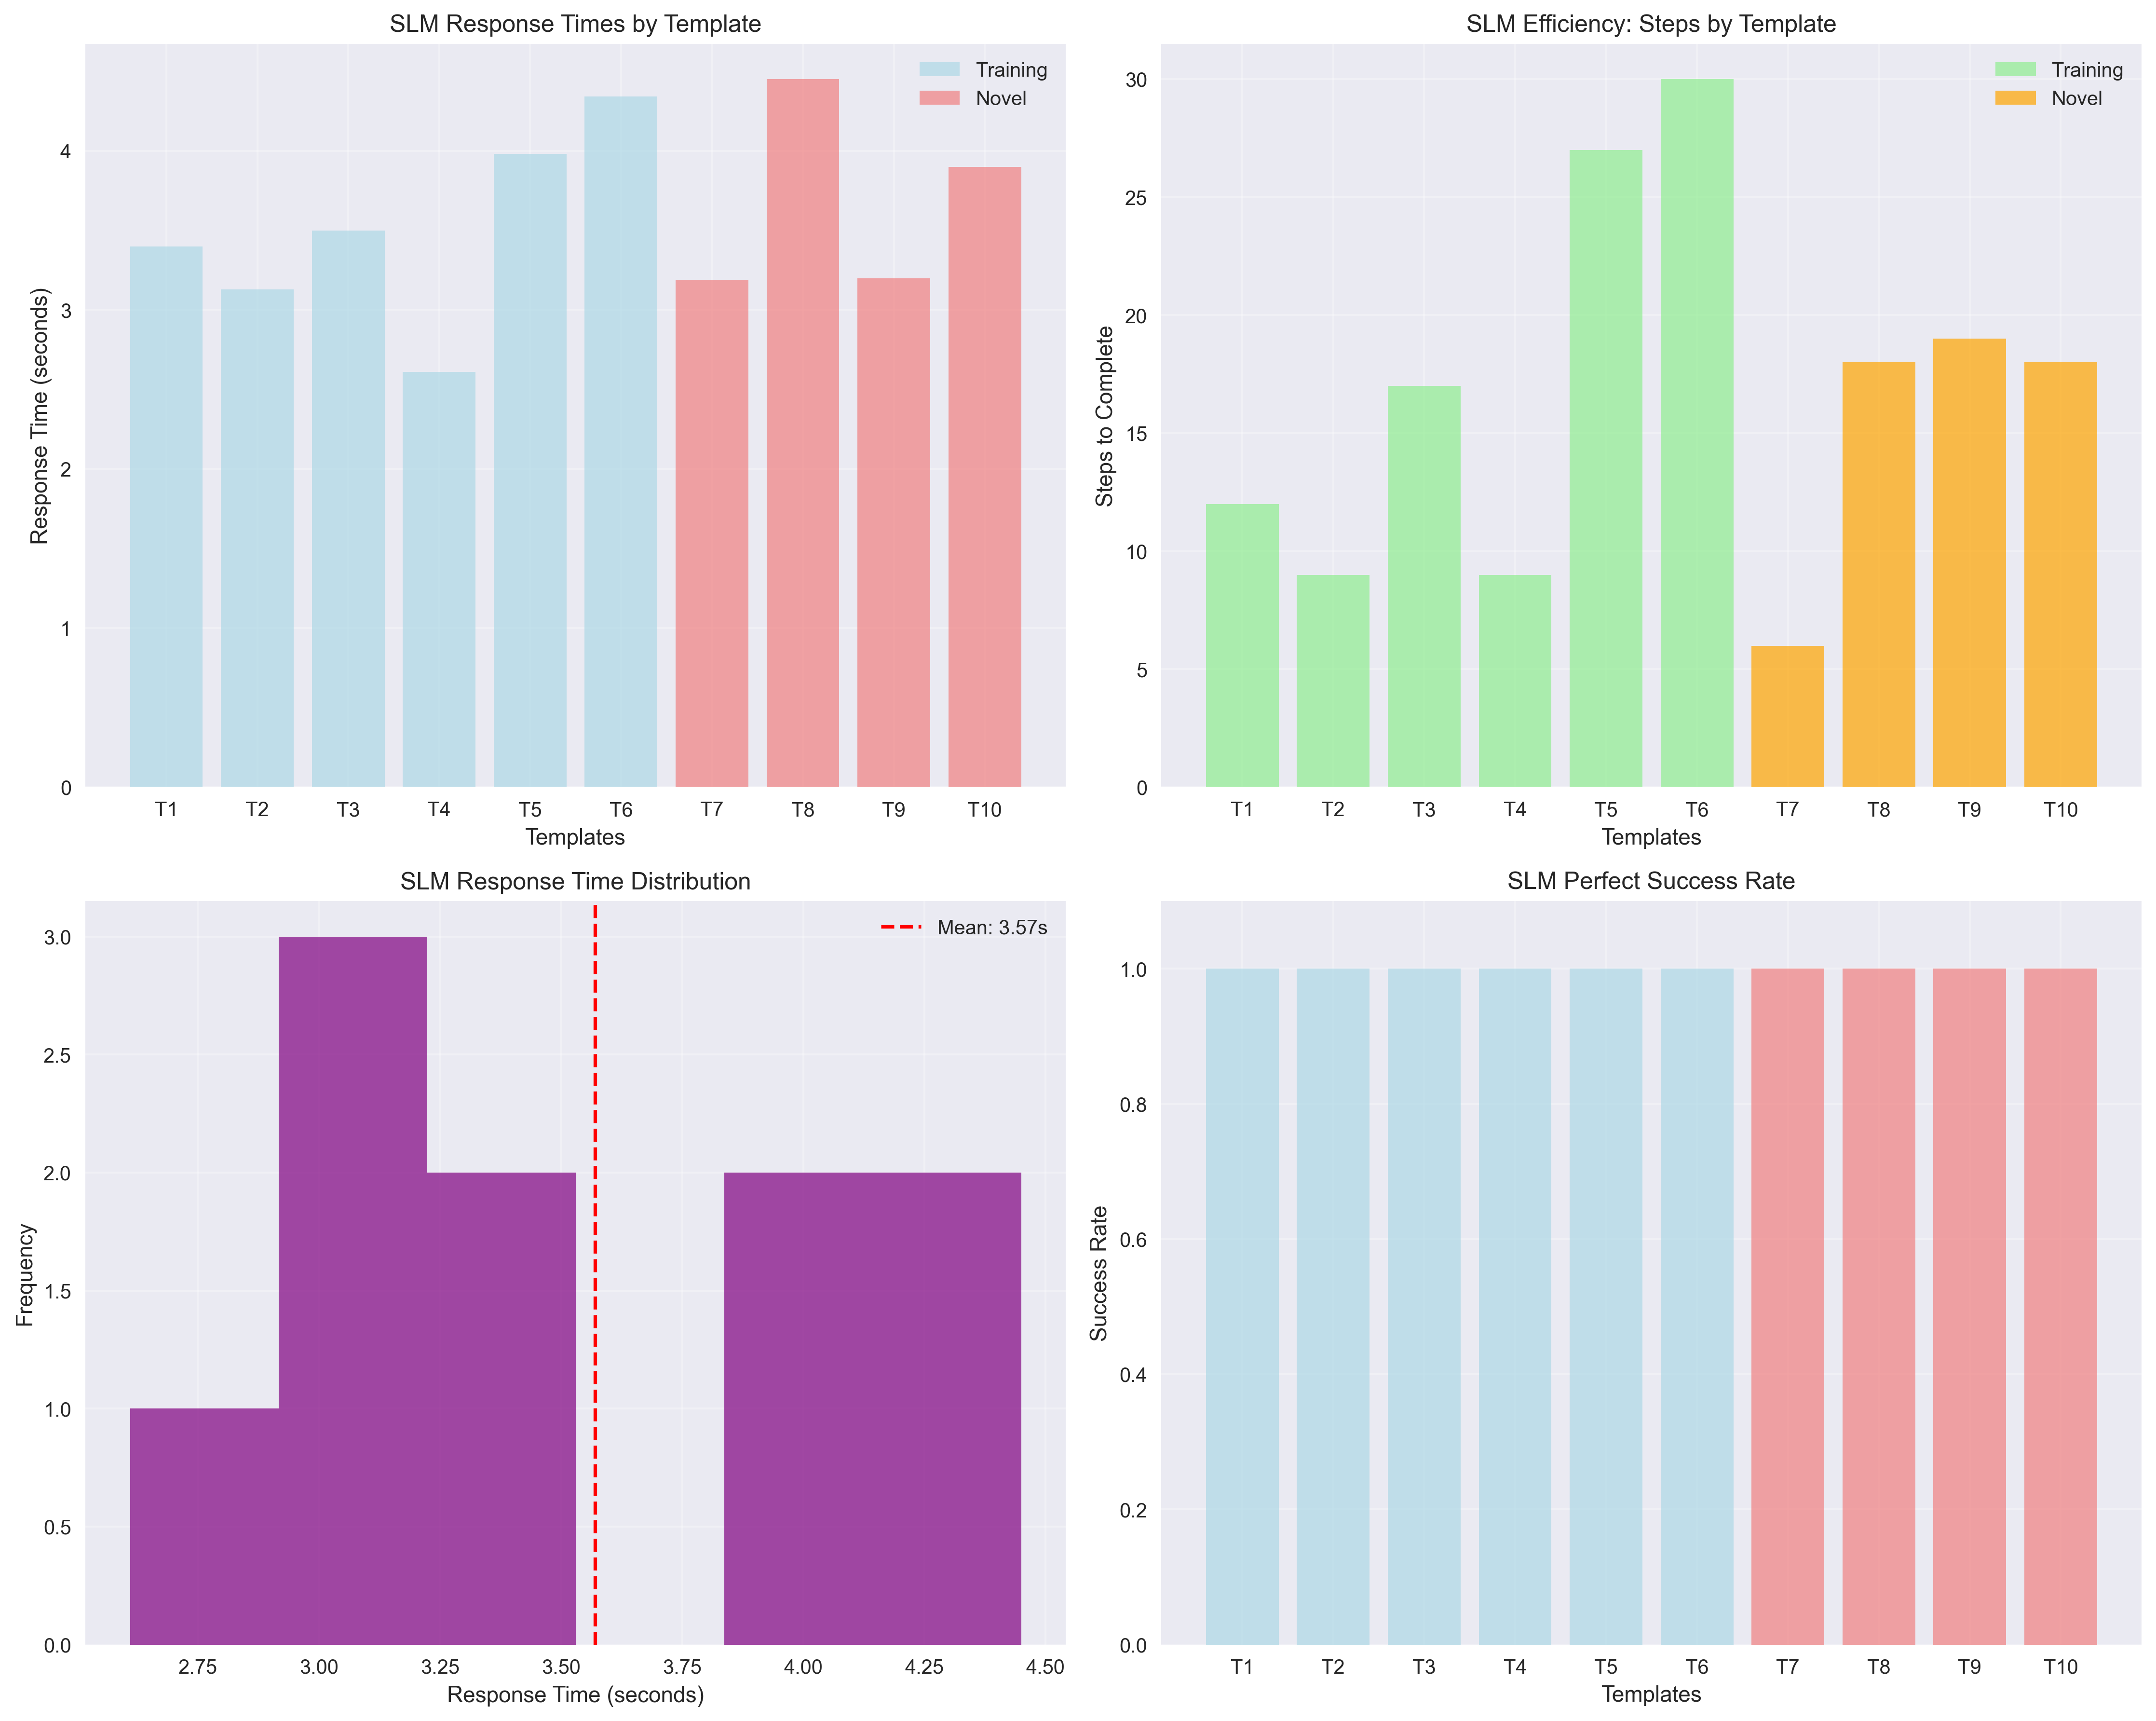 SLM Response Times by Template
Training
Novel
Response Time (seconds)
4
3
2
1
0
T1 T2 T3 T4 T5 T6 T7 T8 T9 T10
Templates
SLM Efficiency: Steps by Template
Training
Novel
Steps to Complete
30
25
20
15
10
5
0
T1 T2 T3 T4 T5 T6 T7 T8 T9 T10
Templates
SLM Response Time Distribution
Mean: 3.57s
Frequency
3.0
2.5
2.0
1.5
1.0
0.5
0.0
2.75 3.00 3.25 3.50 3.75 4.00 4.25 4.50
Response Time (seconds)
SLM Perfect Success Rate
Success Rate
1.0
0.8
0.6
0.4
0.2
0.0
T1 T2 T3 T4 T5 T6 T7 T8 T9 T10
Templates